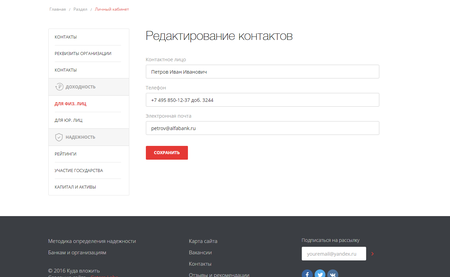 Главная / Раздел / Личный кабинет
КОНТАКТЫ
РЕКВИЗИТЫ ОРГАНИЗАЦИИ
КОНТАКТЫ
ДОХОДНОСТЬ
ДЛЯ ФИЗ. ЛИЦ
ДЛЯ ЮР. ЛИЦ
НАДЕЖНОСТЬ
РЕЙТИНГИ
УЧАСТИЕ ГОСУДАРСТВА
КАПИТАЛ И АКТИВЫ
Редактирование контактов
Контактное лицо
Петров Иван Иванович
Телефон
+7 495 850-12-37 доб. 3244
Электронная почта
petrov@alfabank.ru
СОХРАНИТЬ
Методика определения надежности
Банкам и организациям
© 2016 Куда вложить
Карта сайта
Вакансии
Контакты
Отзывы и рекомендации
Подписаться на рассылку
yourmail@yandex.ru